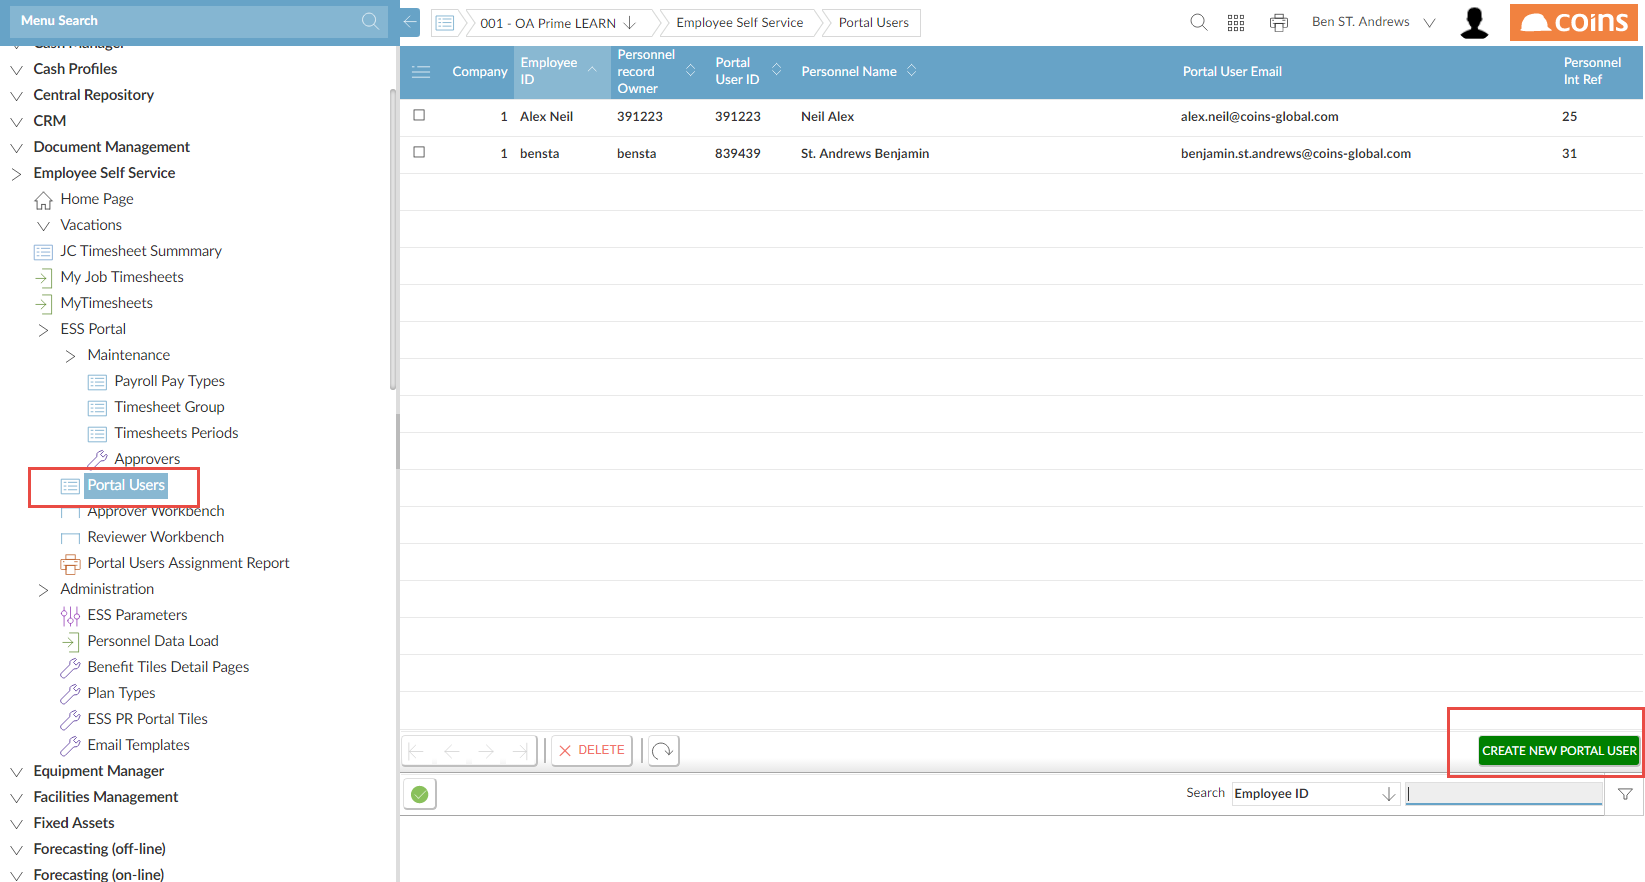 Menu Search
001 - OA Prime LEARN
Employee Self Service
Portal Users
Ben ST. Andrews
coins
Cash Manager
Cash Profiles
Central Repository
CRM
Document Management
Employee Self Service
Home Page
Vacations
JC Timesheet Summmary
My Job Timesheets
MyTimesheets
ESS Portal
Maintenance
Payroll Pay Types
Timesheet Group
Timesheets Periods
Approvers
Portal Users
Approver Workbench
Reviewer Workbench
Portal Users Assignment Report
Administration
ESS Parameters
Personnel Data Load
Benefit Tiles Detail Pages
Plan Types
ESS PR Portal Tiles
Email Templates
Equipment Manager
Facilities Management
Fixed Assets
Forecasting (off-line)
Forecasting (on-line)
Company
Employee
ID
Personnel
record
Owner
Portal
User ID
Personnel Name
Portal User Email
Personnel
Int Ref
1 Alex Neil 391223 391223 Neil Alex alex.neil@coins-global.com 25
1 bensta bensta 839439 St. Andrews Benjamin benjamin.st.andrews@coins-global.com 31
DELETE
CREATE NEW PORTAL USER
Search Employee ID